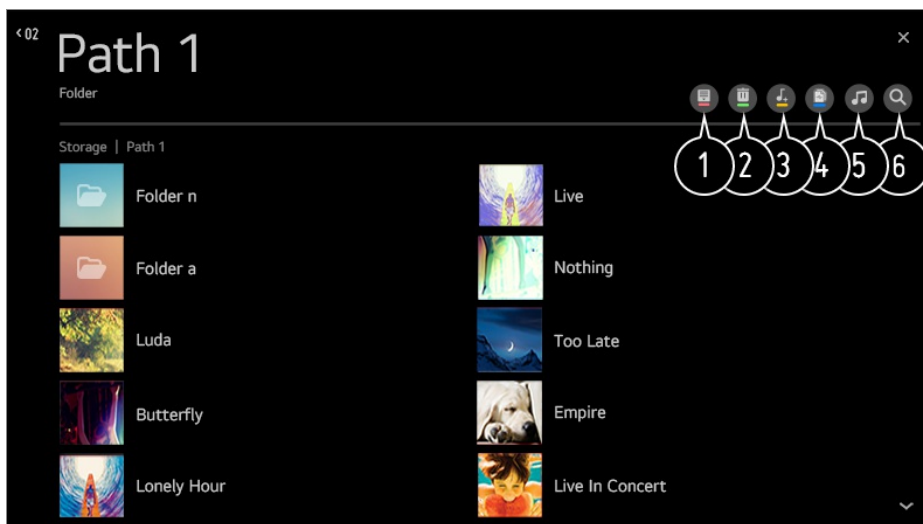 <02
Path 1
×
Folder
1 2 3 4 5 6
Storage | Path 1
Folder n
Live
Folder a
Nothing
Luda
Too Late
Butterfly
Empire
Lonely Hour
Live In Concert